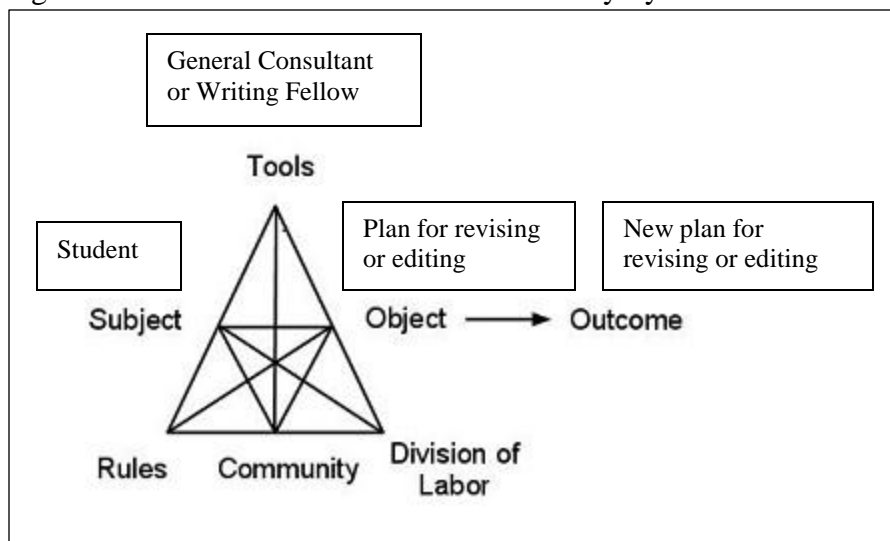 General Consultant
or Writing Fellow
Tools
Student
Plan for revising
or editing
New plan for
revising or editing
Subject
Object
Outcome
Rules
Community
Division of
Labor